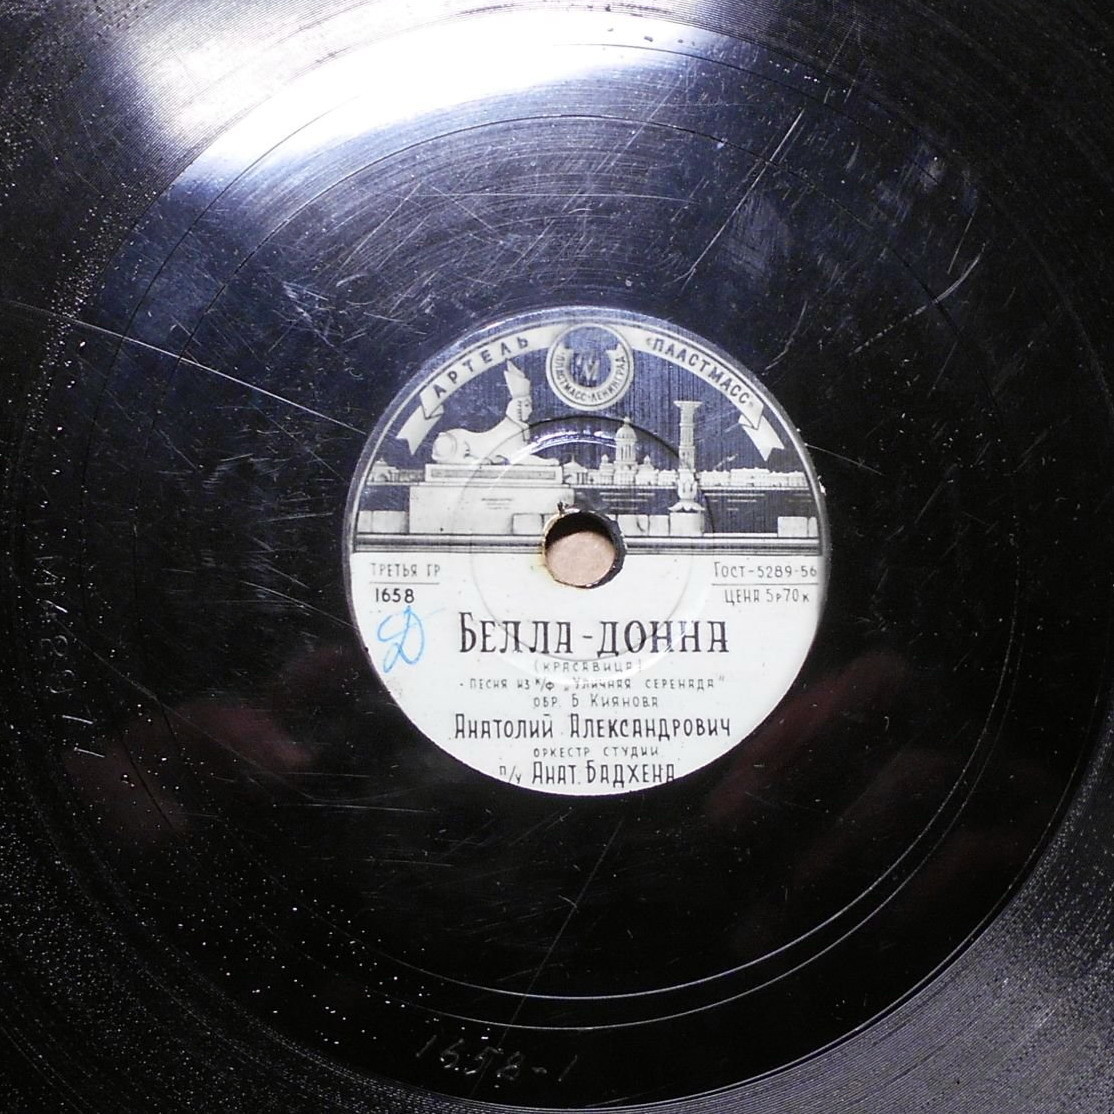 АРТЕЛЬ «ПЛАСТМАСС»
ПЛАСТМАСС-ЛЕНИНГРАД
ТРЕТЬЯ ГР
ГОСТ-5289-56
1658
ЦЕНА 5Р70К
Д
БЕЛЛА-ДОННА
(КРАСАВИЦА)
ПЕСНЯ ИЗ К/Ф „УЛИЧНАЯ СЕРЕНАДА"
ОБР. Б КИЯНОВА
АНАТОЛИЙ АЛЕКСАНДРОВИЧ
ОРКЕСТР СТУДИИ
П/У АНАТ. БАДХЕНА
1658-1